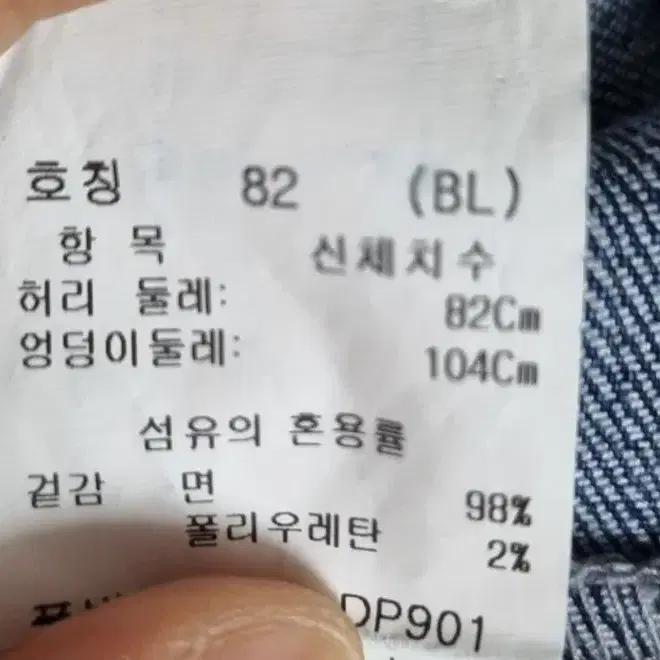 호칭 82 (BL)
항 목 신체치수
허리 둘레: 82Cm
엉덩이둘레: 104Cm
섬유의 혼용률
겉감 면 98%
폴리우레탄 2%
DP901